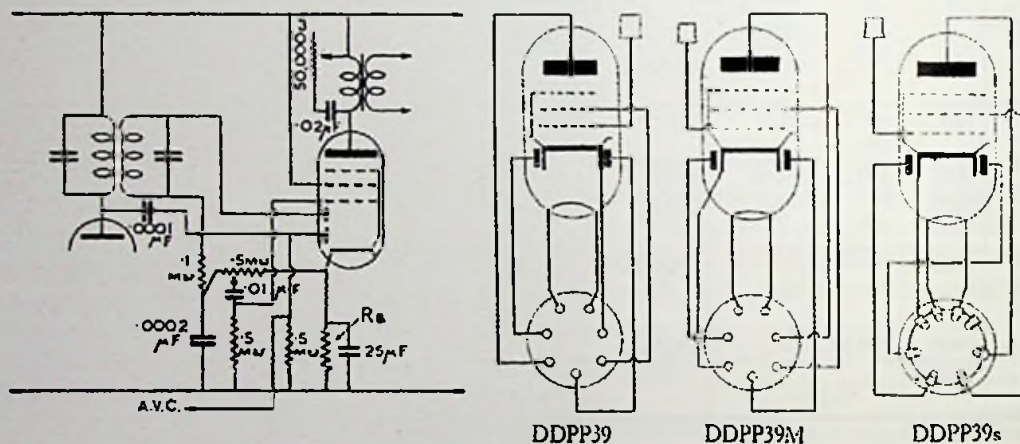 50,000ω
.02μF
.0001
μF
.1
MΩ
.5MΩ
.01 μF
.0002
μF
.5
MΩ
.5
MΩ
RB
25μF
A.V.C.
DDPP39
DDPP39M
DDPP39s